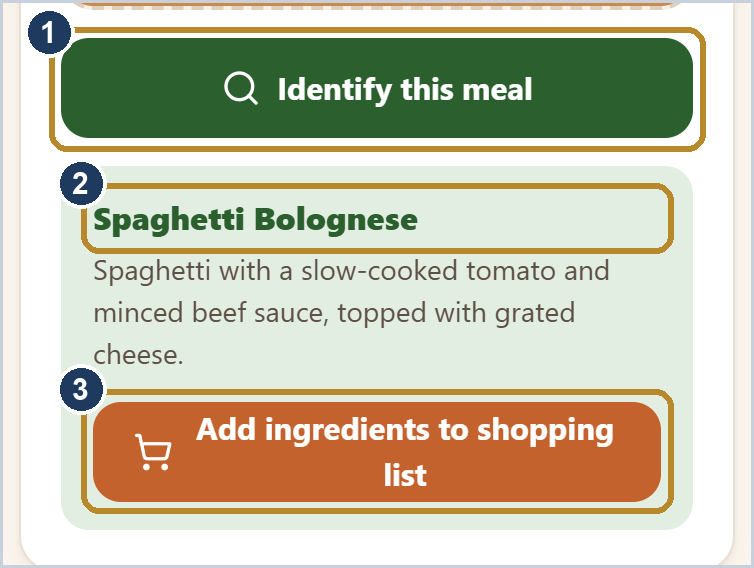 1
Identify this meal
2
Spaghetti Bolognese
Spaghetti with a slow-cooked tomato and
minced beef sauce, topped with grated
cheese.
3
Add ingredients to shopping
list